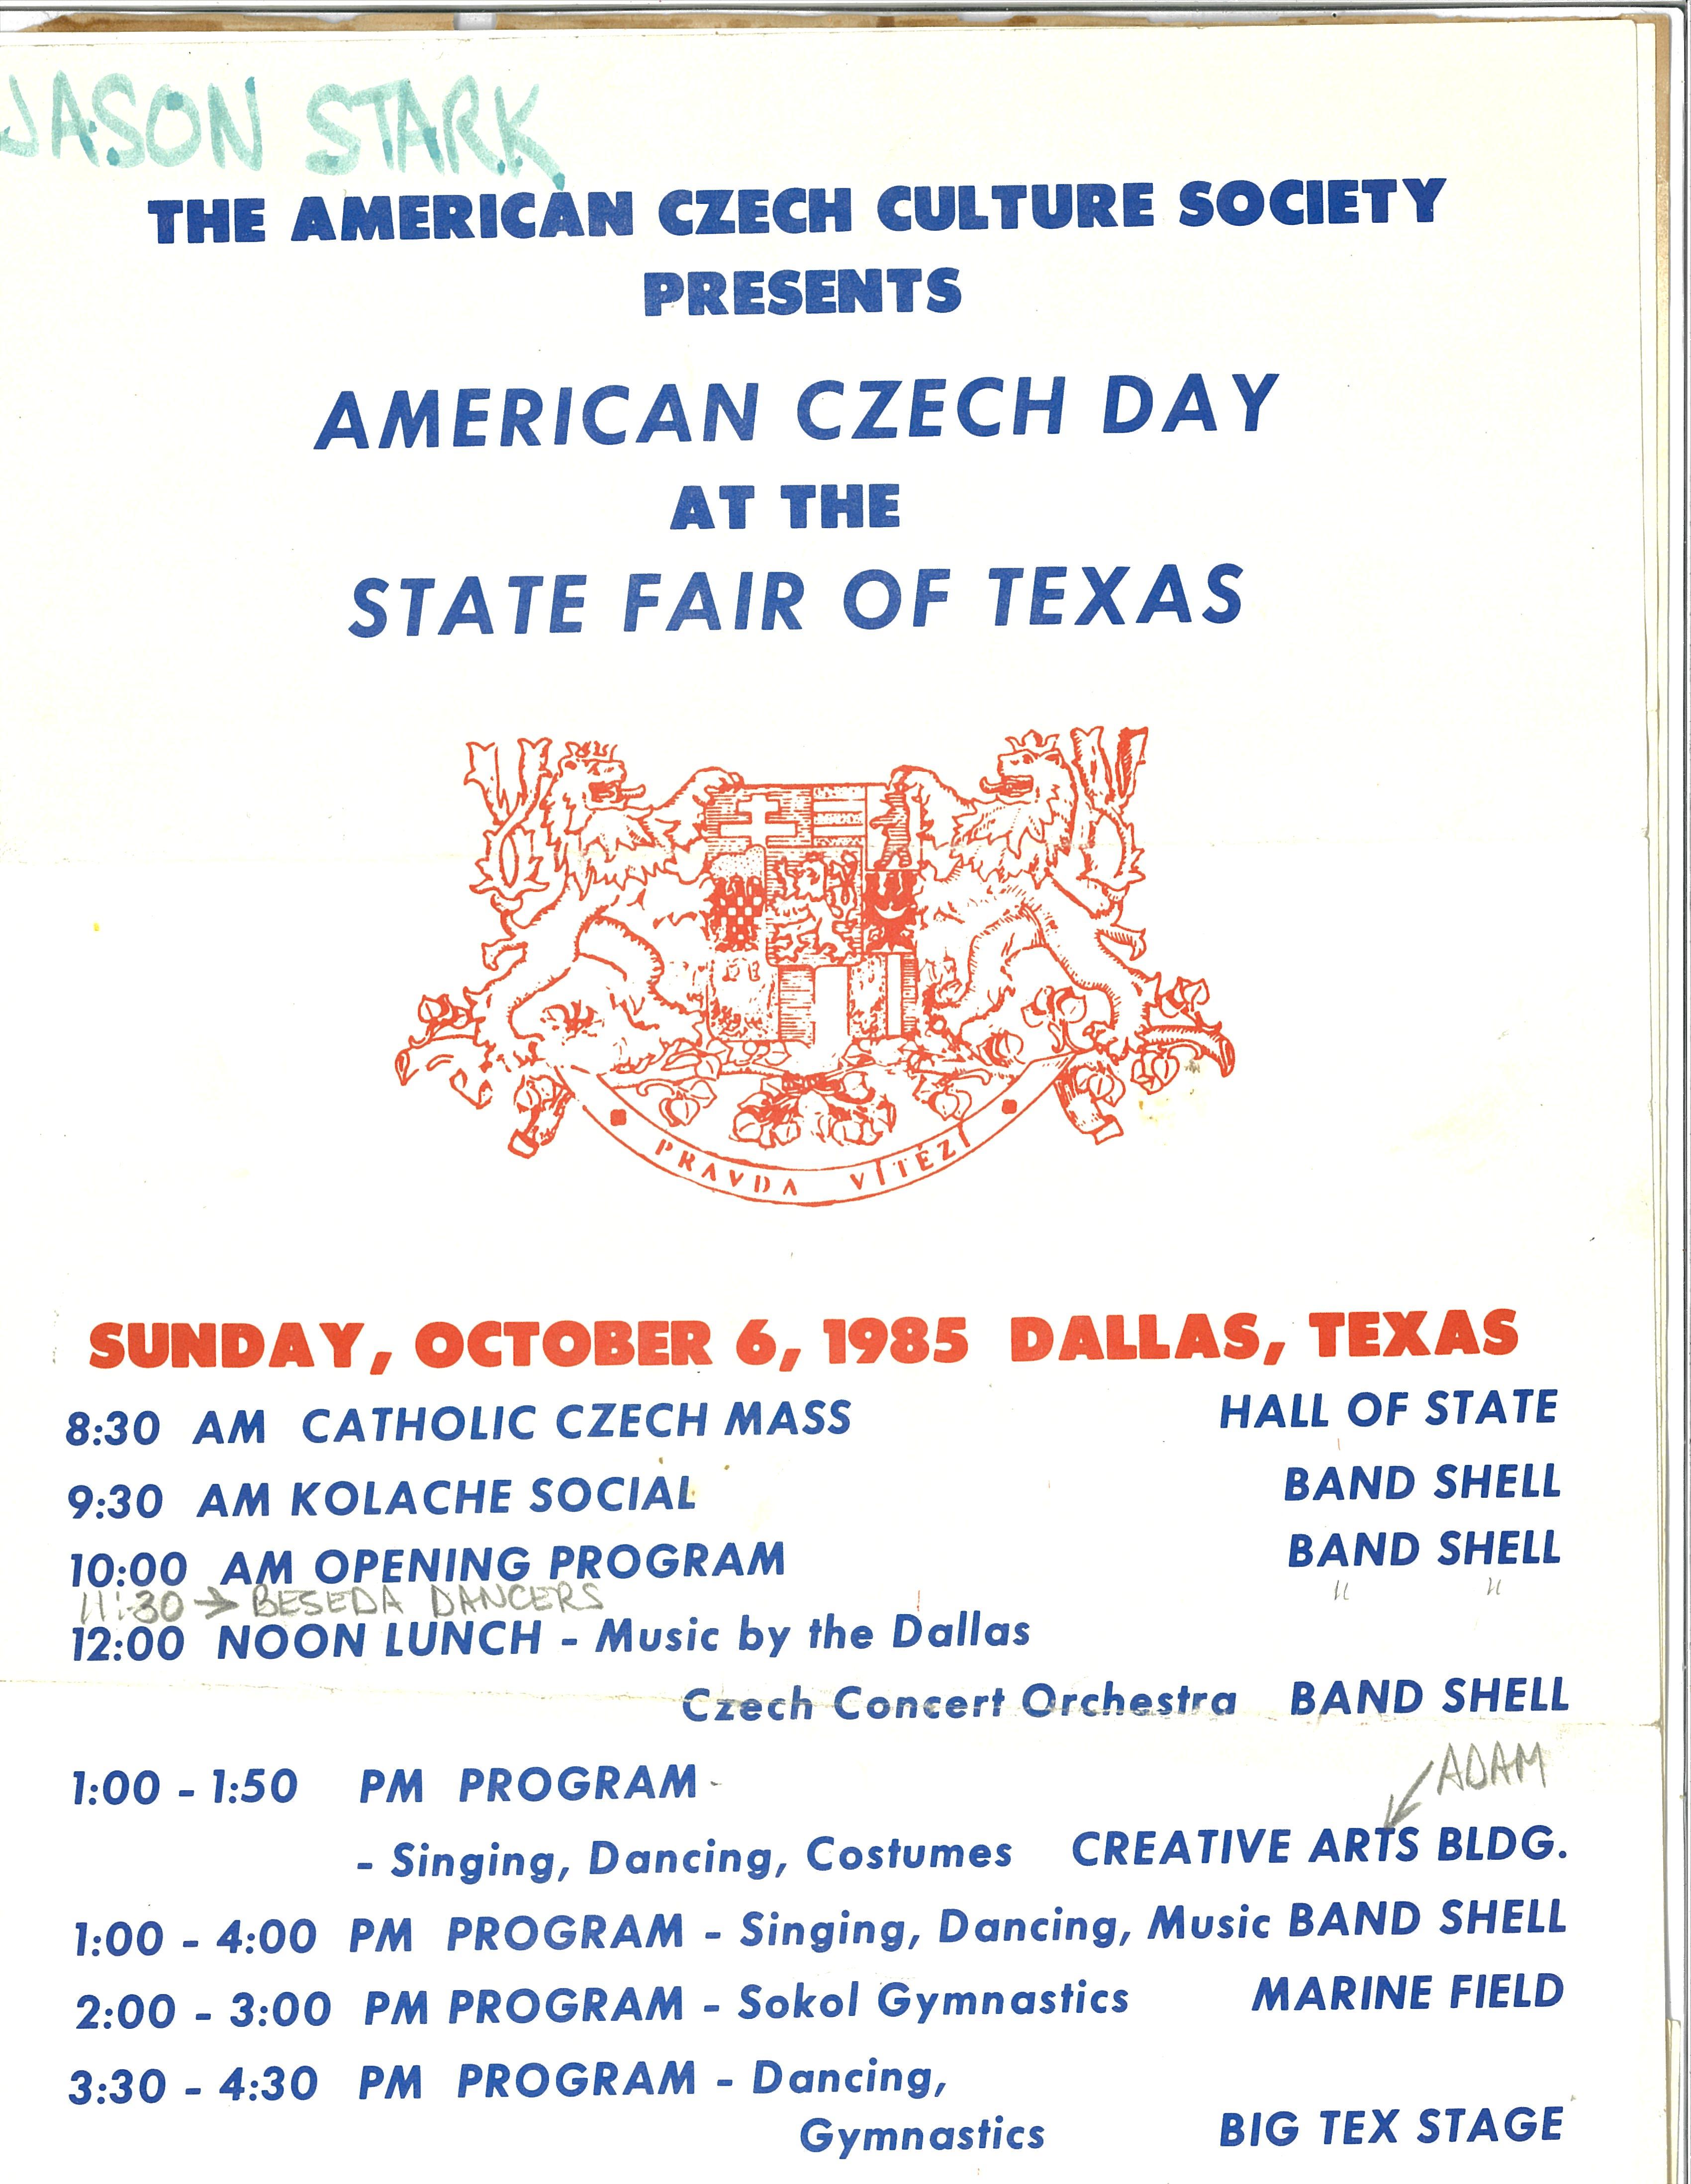 JASON STARK
THE AMERICAN CZECH CULTURE SOCIETY
PRESENTS
AMERICAN CZECH DAY
AT THE
STATE FAIR OF TEXAS
PRAVDA VÍTĚZÍ
SUNDAY, OCTOBER 6, 1985 DALLAS, TEXAS
8:30 AM CATHOLIC CZECH MASS HALL OF STATE
9:30 AM KOLACHE SOCIAL BAND SHELL
10:00 AM OPENING PROGRAM BAND SHELL
11:30 → BESEDA DANCERS " "
12:00 NOON LUNCH - Music by the Dallas
Czech Concert Orchestra BAND SHELL
ADAM
1:00 - 1:50 PM PROGRAM -
- Singing, Dancing, Costumes CREATIVE ARTS BLDG.
1:00 - 4:00 PM PROGRAM - Singing, Dancing, Music BAND SHELL
2:00 - 3:00 PM PROGRAM - Sokol Gymnastics MARINE FIELD
3:30 - 4:30 PM PROGRAM - Dancing,
Gymnastics BIG TEX STAGE